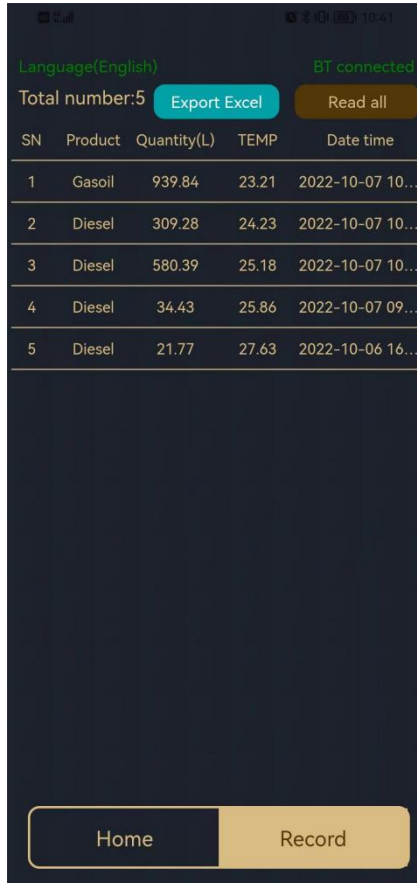 10:41
Language(English) BT connected
Total number:5 Export Excel Read all
SN Product Quantity(L) TEMP Date time
1 Gasoil 939.84 23.21 2022-10-07 10...
2 Diesel 309.28 24.23 2022-10-07 10...
3 Diesel 580.39 25.18 2022-10-07 10...
4 Diesel 34.43 25.86 2022-10-07 09...
5 Diesel 21.77 27.63 2022-10-06 16...
Home Record